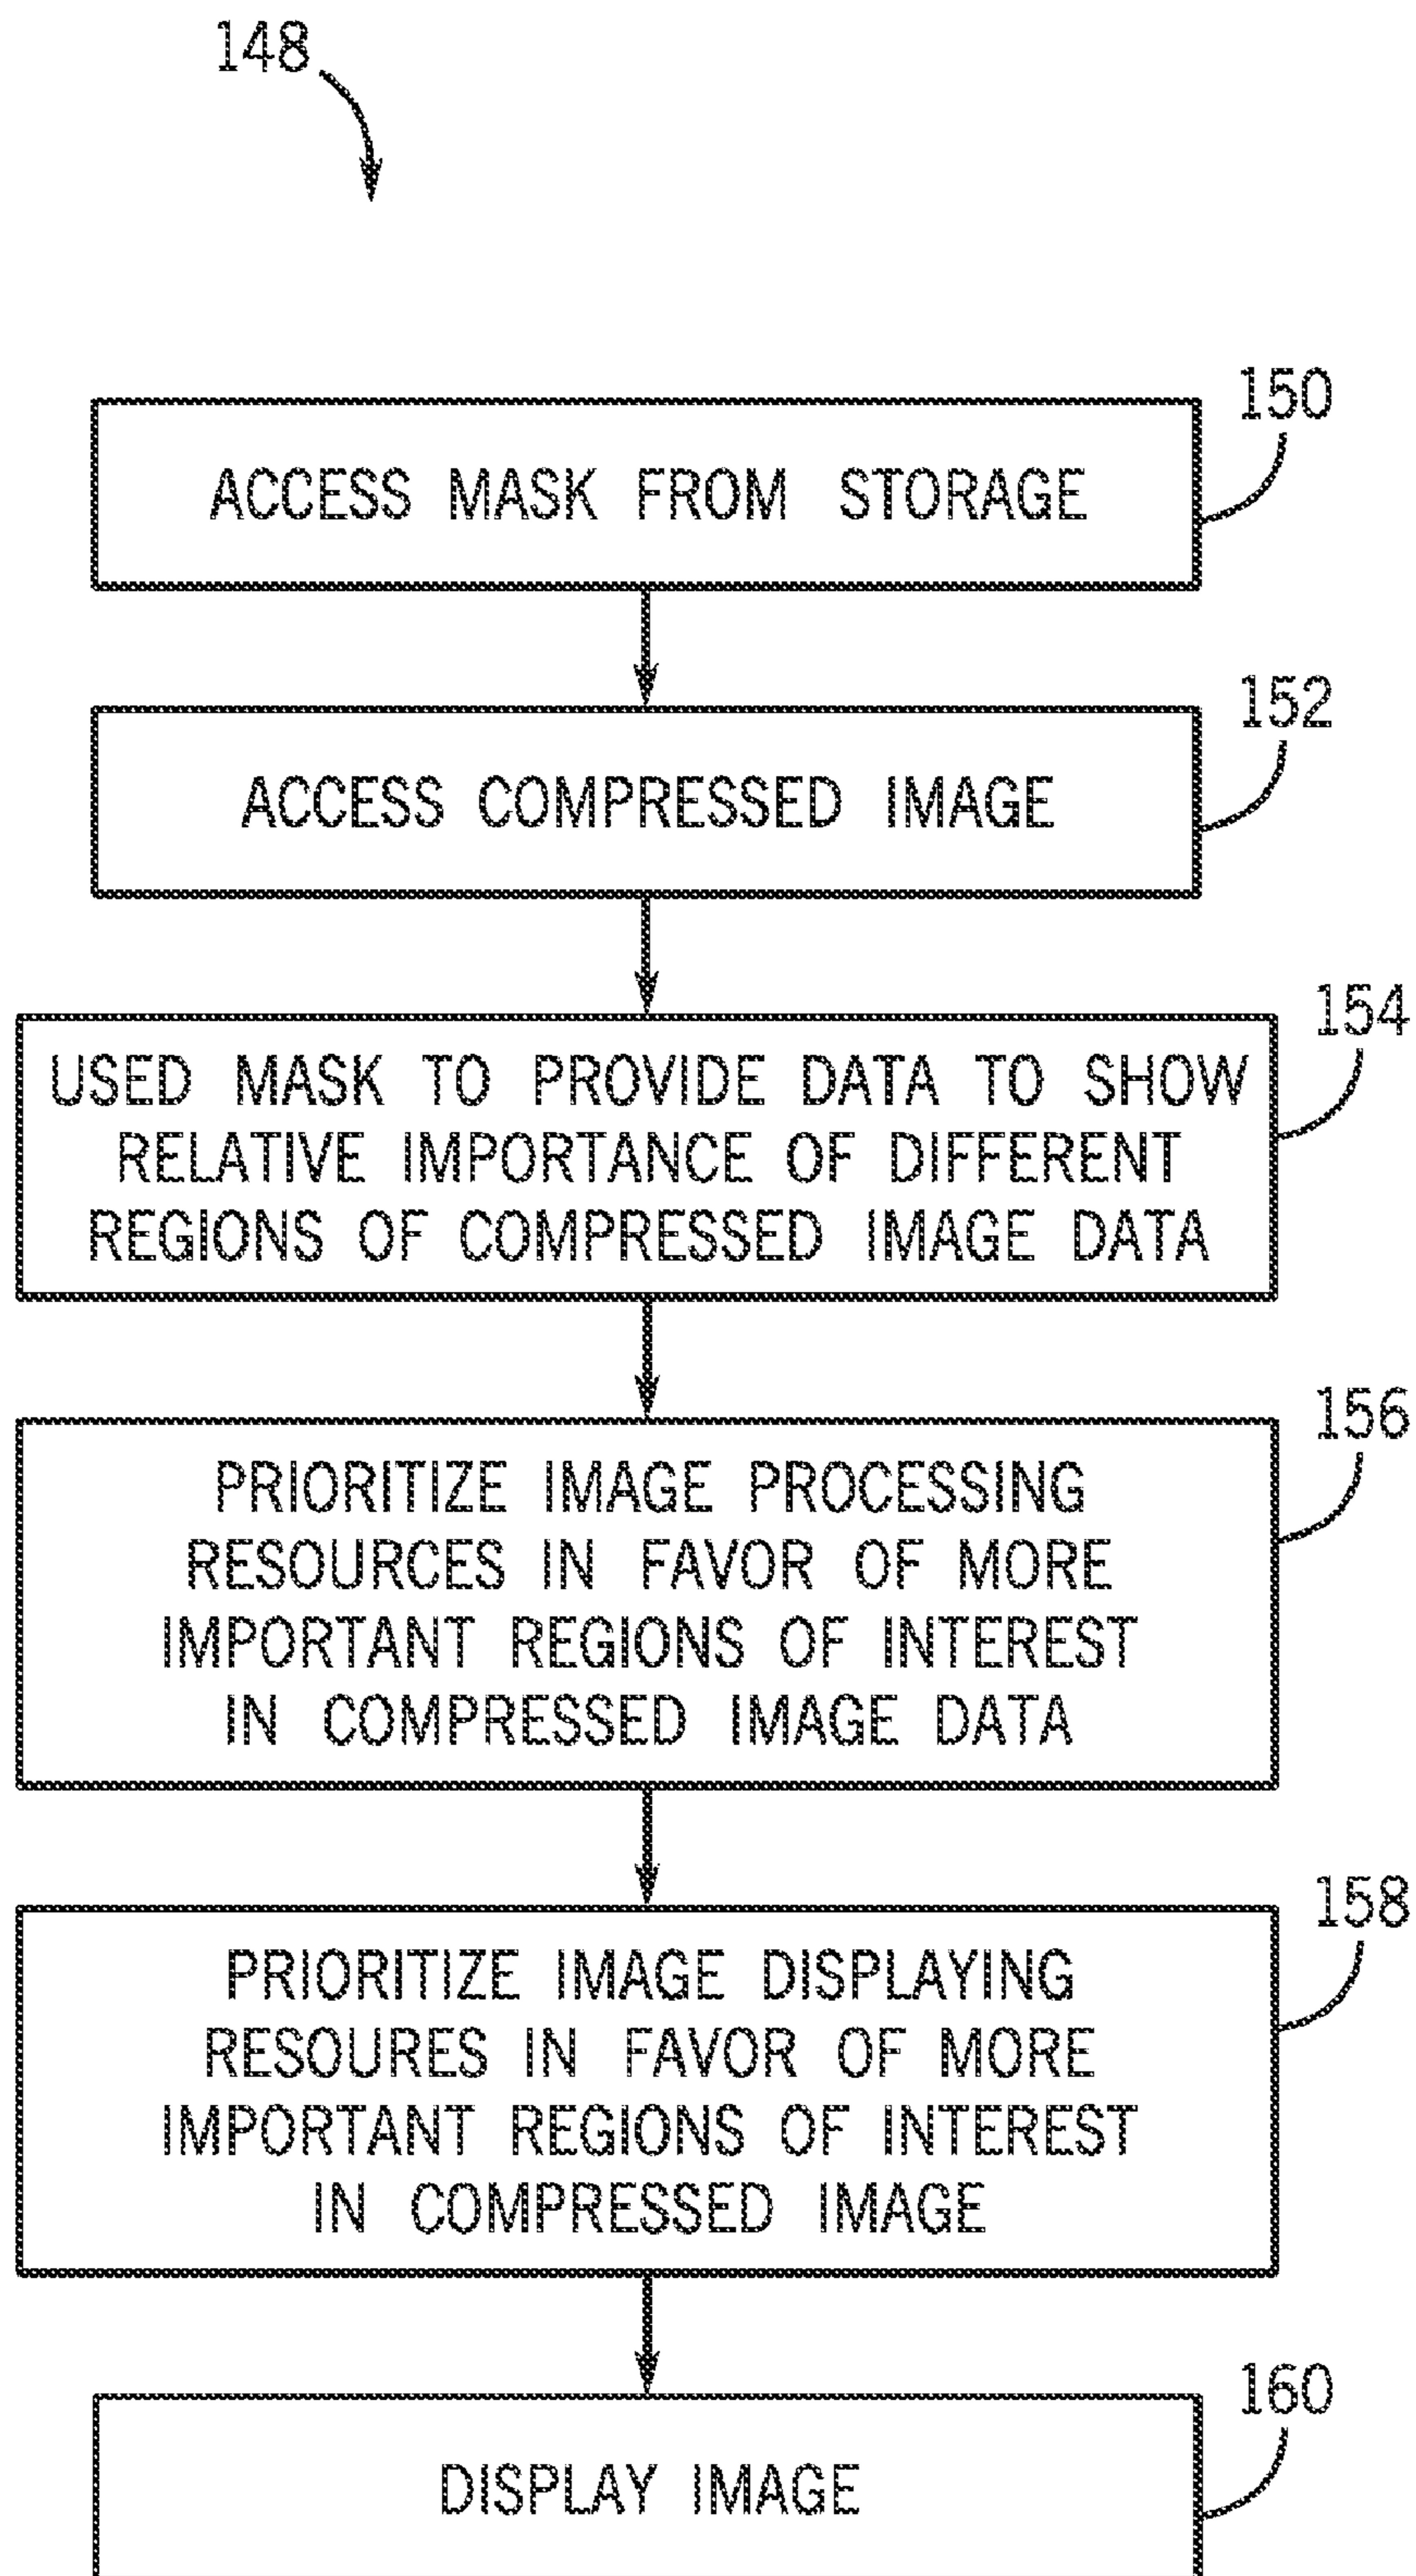 148
150
ACCESS MASK FROM STORAGE
152
ACCESS COMPRESSED IMAGE
154
USED MASK TO PROVIDE DATA TO SHOW
RELATIVE IMPORTANCE OF DIFFERENT
REGIONS OF COMPRESSED IMAGE DATA
156
PRIORITIZE IMAGE PROCESSING
RESOURCES IN FAVOR OF MORE
IMPORTANT REGIONS OF INTEREST
IN COMPRESSED IMAGE DATA
158
PRIORITIZE IMAGE DISPLAYING
RESOURES IN FAVOR OF MORE
IMPORTANT REGIONS OF INTEREST
IN COMPRESSED IMAGE
160
DISPLAY IMAGE